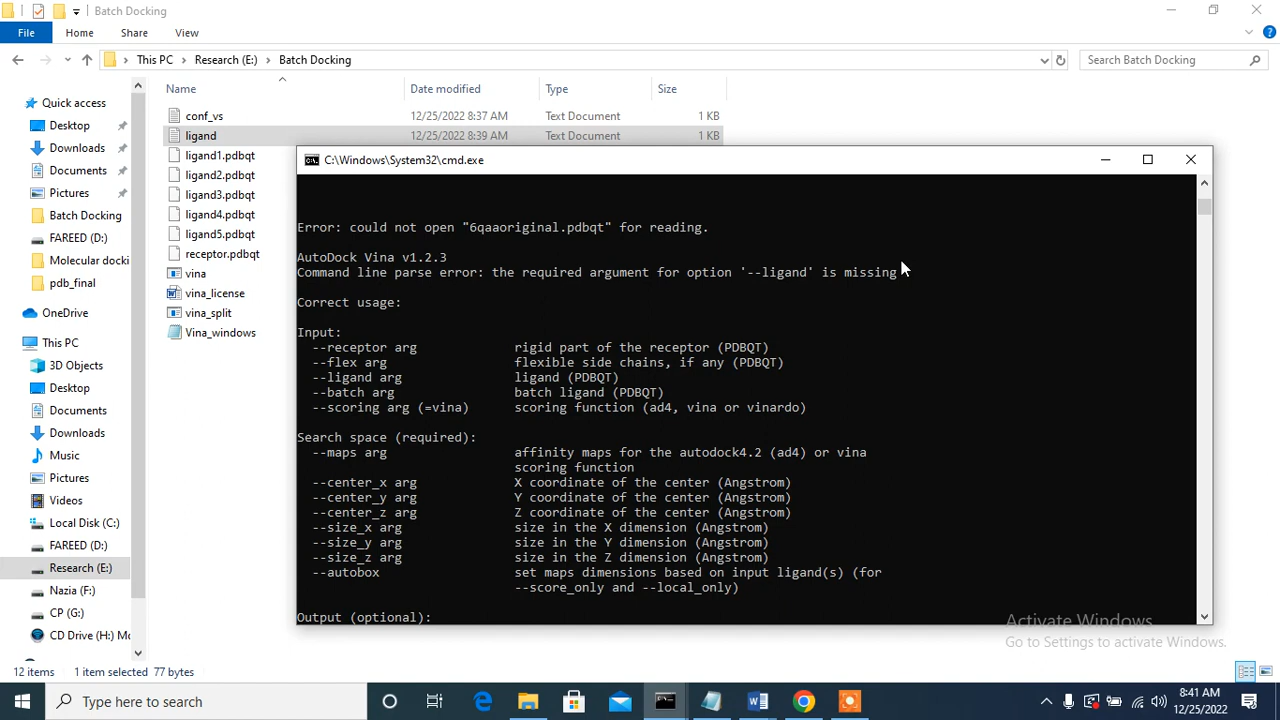 Batch Docking
File Home Share View
This PC Research (E:) Batch Docking
Search Batch Docking
Name Date modified Type Size
Quick access
Desktop
Downloads
Documents
Pictures
Batch Docking
FAREED (D:)
Molecular docki
pdb_final
OneDrive
This PC
3D Objects
Desktop
Documents
Downloads
Music
Pictures
Videos
Local Disk (C:)
FAREED (D:)
Research (E:)
Nazia (F:)
CP (G:)
CD Drive (H:) Mo
conf_vs 12/25/2022 8:37 AM Text Document 1 KB
ligand 12/25/2022 8:39 AM Text Document 1 KB
ligand1.pdbqt
ligand2.pdbqt
ligand3.pdbqt
ligand4.pdbqt
ligand5.pdbqt
receptor.pdbqt
vina
vina_license
vina_split
Vina_windows
C:\Windows\System32\cmd.exe
Error: could not open "6qaaoriginal.pdbqt" for reading.
AutoDock Vina v1.2.3
Command line parse error: the required argument for option '--ligand' is missing
Correct usage:
Input:
--receptor arg rigid part of the receptor (PDBQT)
--flex arg flexible side chains, if any (PDBQT)
--ligand arg ligand (PDBQT)
--batch arg batch ligand (PDBQT)
--scoring arg (=vina) scoring function (ad4, vina or vinardo)
Search space (required):
--maps arg affinity maps for the autodock4.2 (ad4) or vina
scoring function
--center_x arg X coordinate of the center (Angstrom)
--center_y arg Y coordinate of the center (Angstrom)
--center_z arg Z coordinate of the center (Angstrom)
--size_x arg size in the X dimension (Angstrom)
--size_y arg size in the Y dimension (Angstrom)
--size_z arg size in the Z dimension (Angstrom)
--autobox set maps dimensions based on input ligand(s) (for
--score_only and --local_only)
Output (optional):
Activate Windows
Go to Settings to activate Windows.
12 items 1 item selected 77 bytes
Type here to search
8:41 AM
12/25/2022